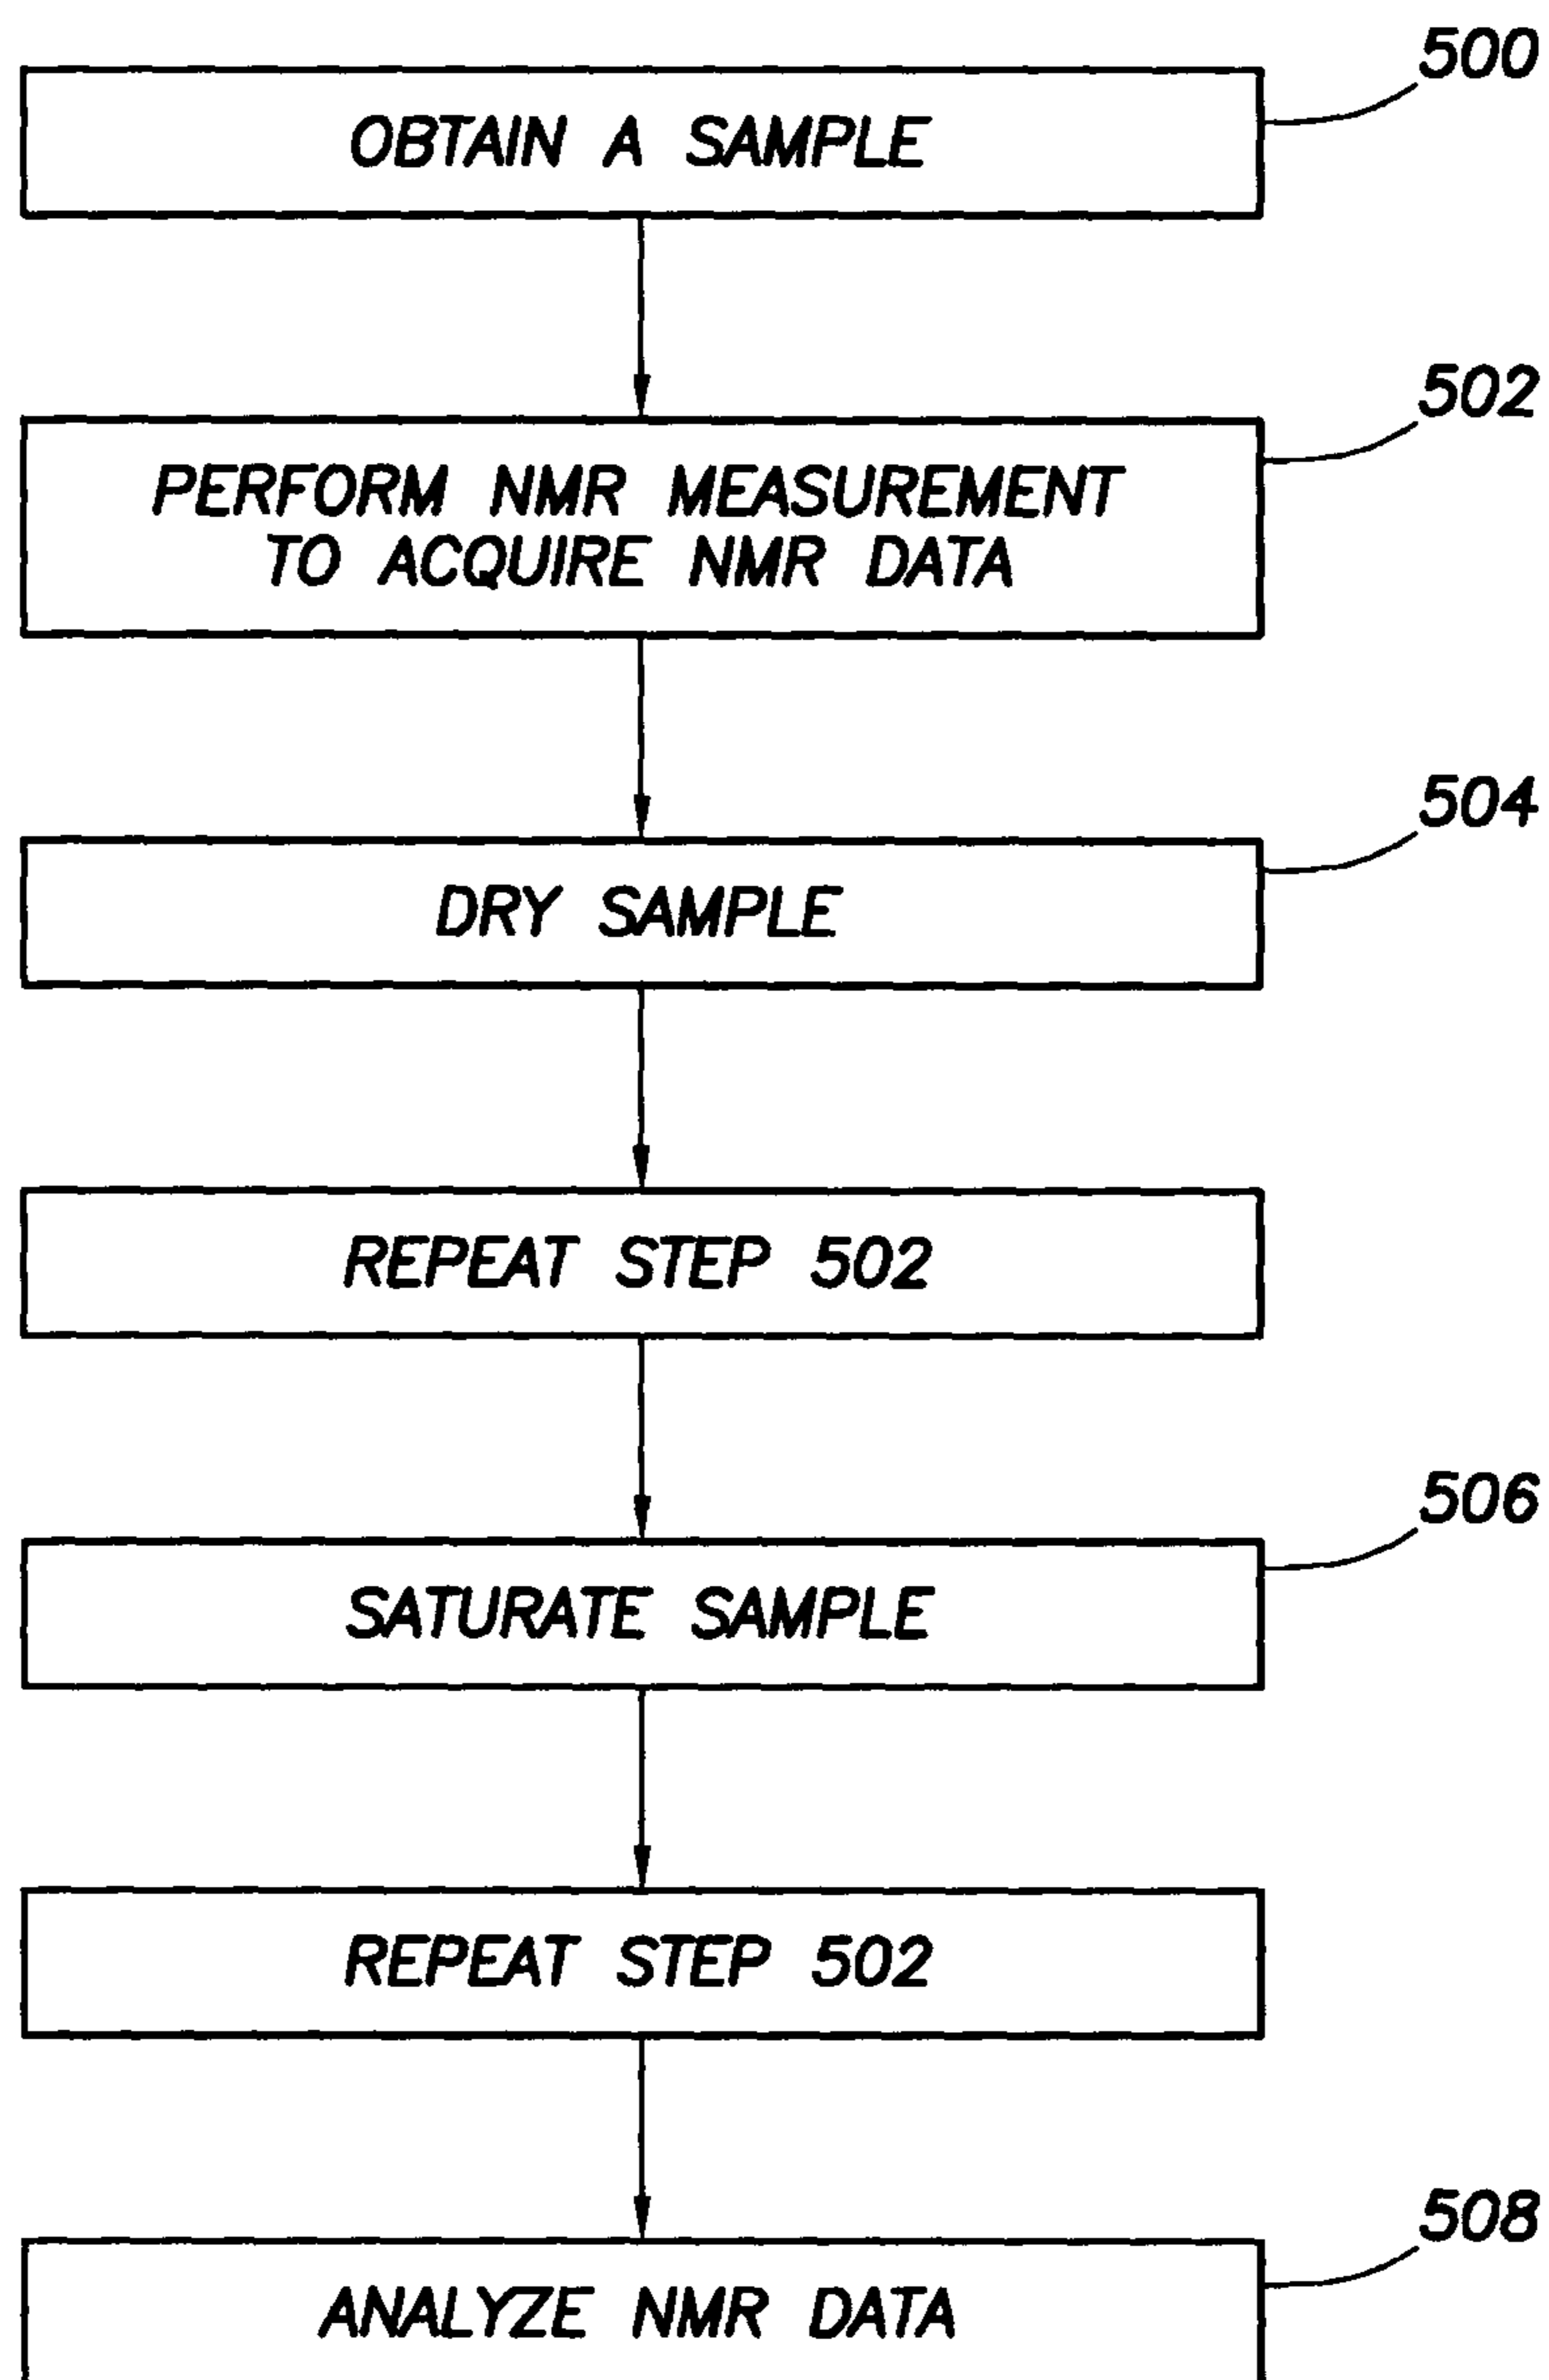 500
OBTAIN A SAMPLE
502
PERFORM NMR MEASUREMENT
TO ACQUIRE NMR DATA
504
DRY SAMPLE
REPEAT STEP 502
506
SATURATE SAMPLE
REPEAT STEP 502
508
ANALYZE NMR DATA